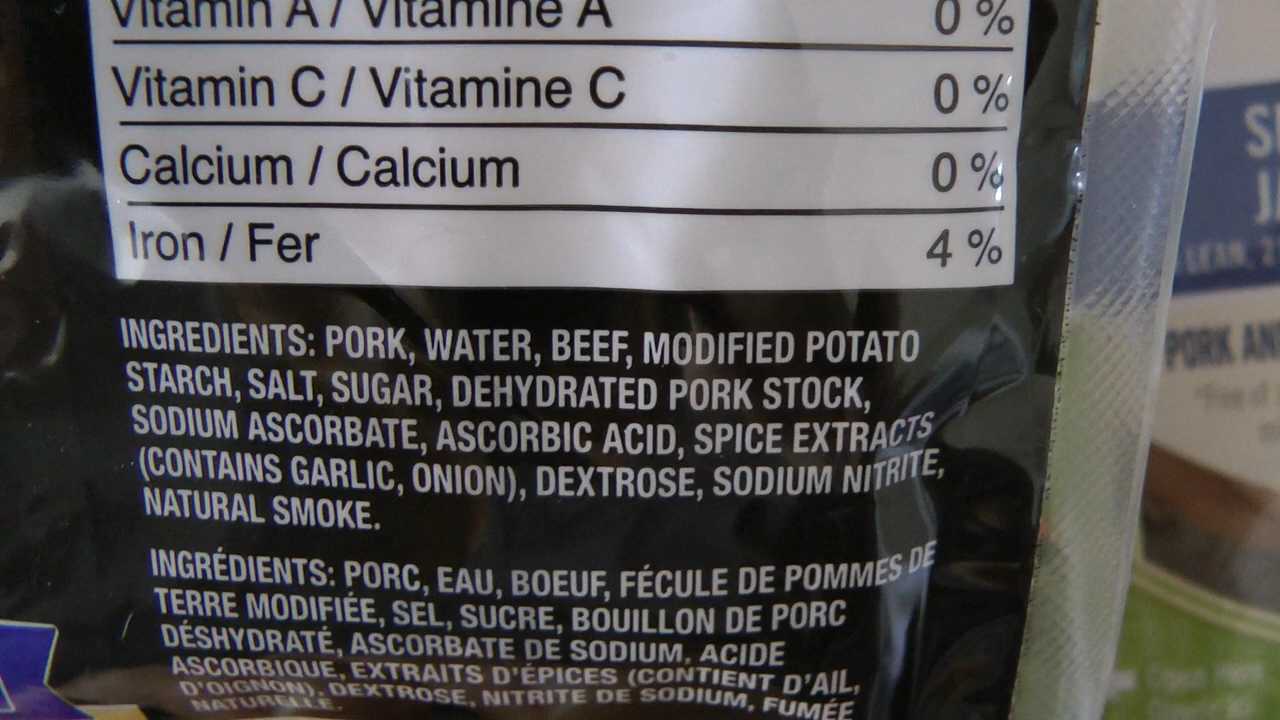 Vitamin A / Vitamine A 0 %
Vitamin C / Vitamine C 0 %
Calcium / Calcium 0 %
Iron / Fer 4 %
INGREDIENTS: PORK, WATER, BEEF, MODIFIED POTATO
STARCH, SALT, SUGAR, DEHYDRATED PORK STOCK,
SODIUM ASCORBATE, ASCORBIC ACID, SPICE EXTRACTS
(CONTAINS GARLIC, ONION), DEXTROSE, SODIUM NITRITE,
NATURAL SMOKE.
INGRÉDIENTS: PORC, EAU, BOEUF, FÉCULE DE POMMES DE
TERRE MODIFIÉE, SEL, SUCRE, BOUILLON DE PORC
DÉSHYDRATÉ, ASCORBATE DE SODIUM, ACIDE
ASCORBIQUE, EXTRAITS D'ÉPICES (CONTIENT D'AIL,
D'OIGNON), DEXTROSE, NITRITE DE SODIUM, FUMÉE
NATURELLE.
LEAN,
PORK